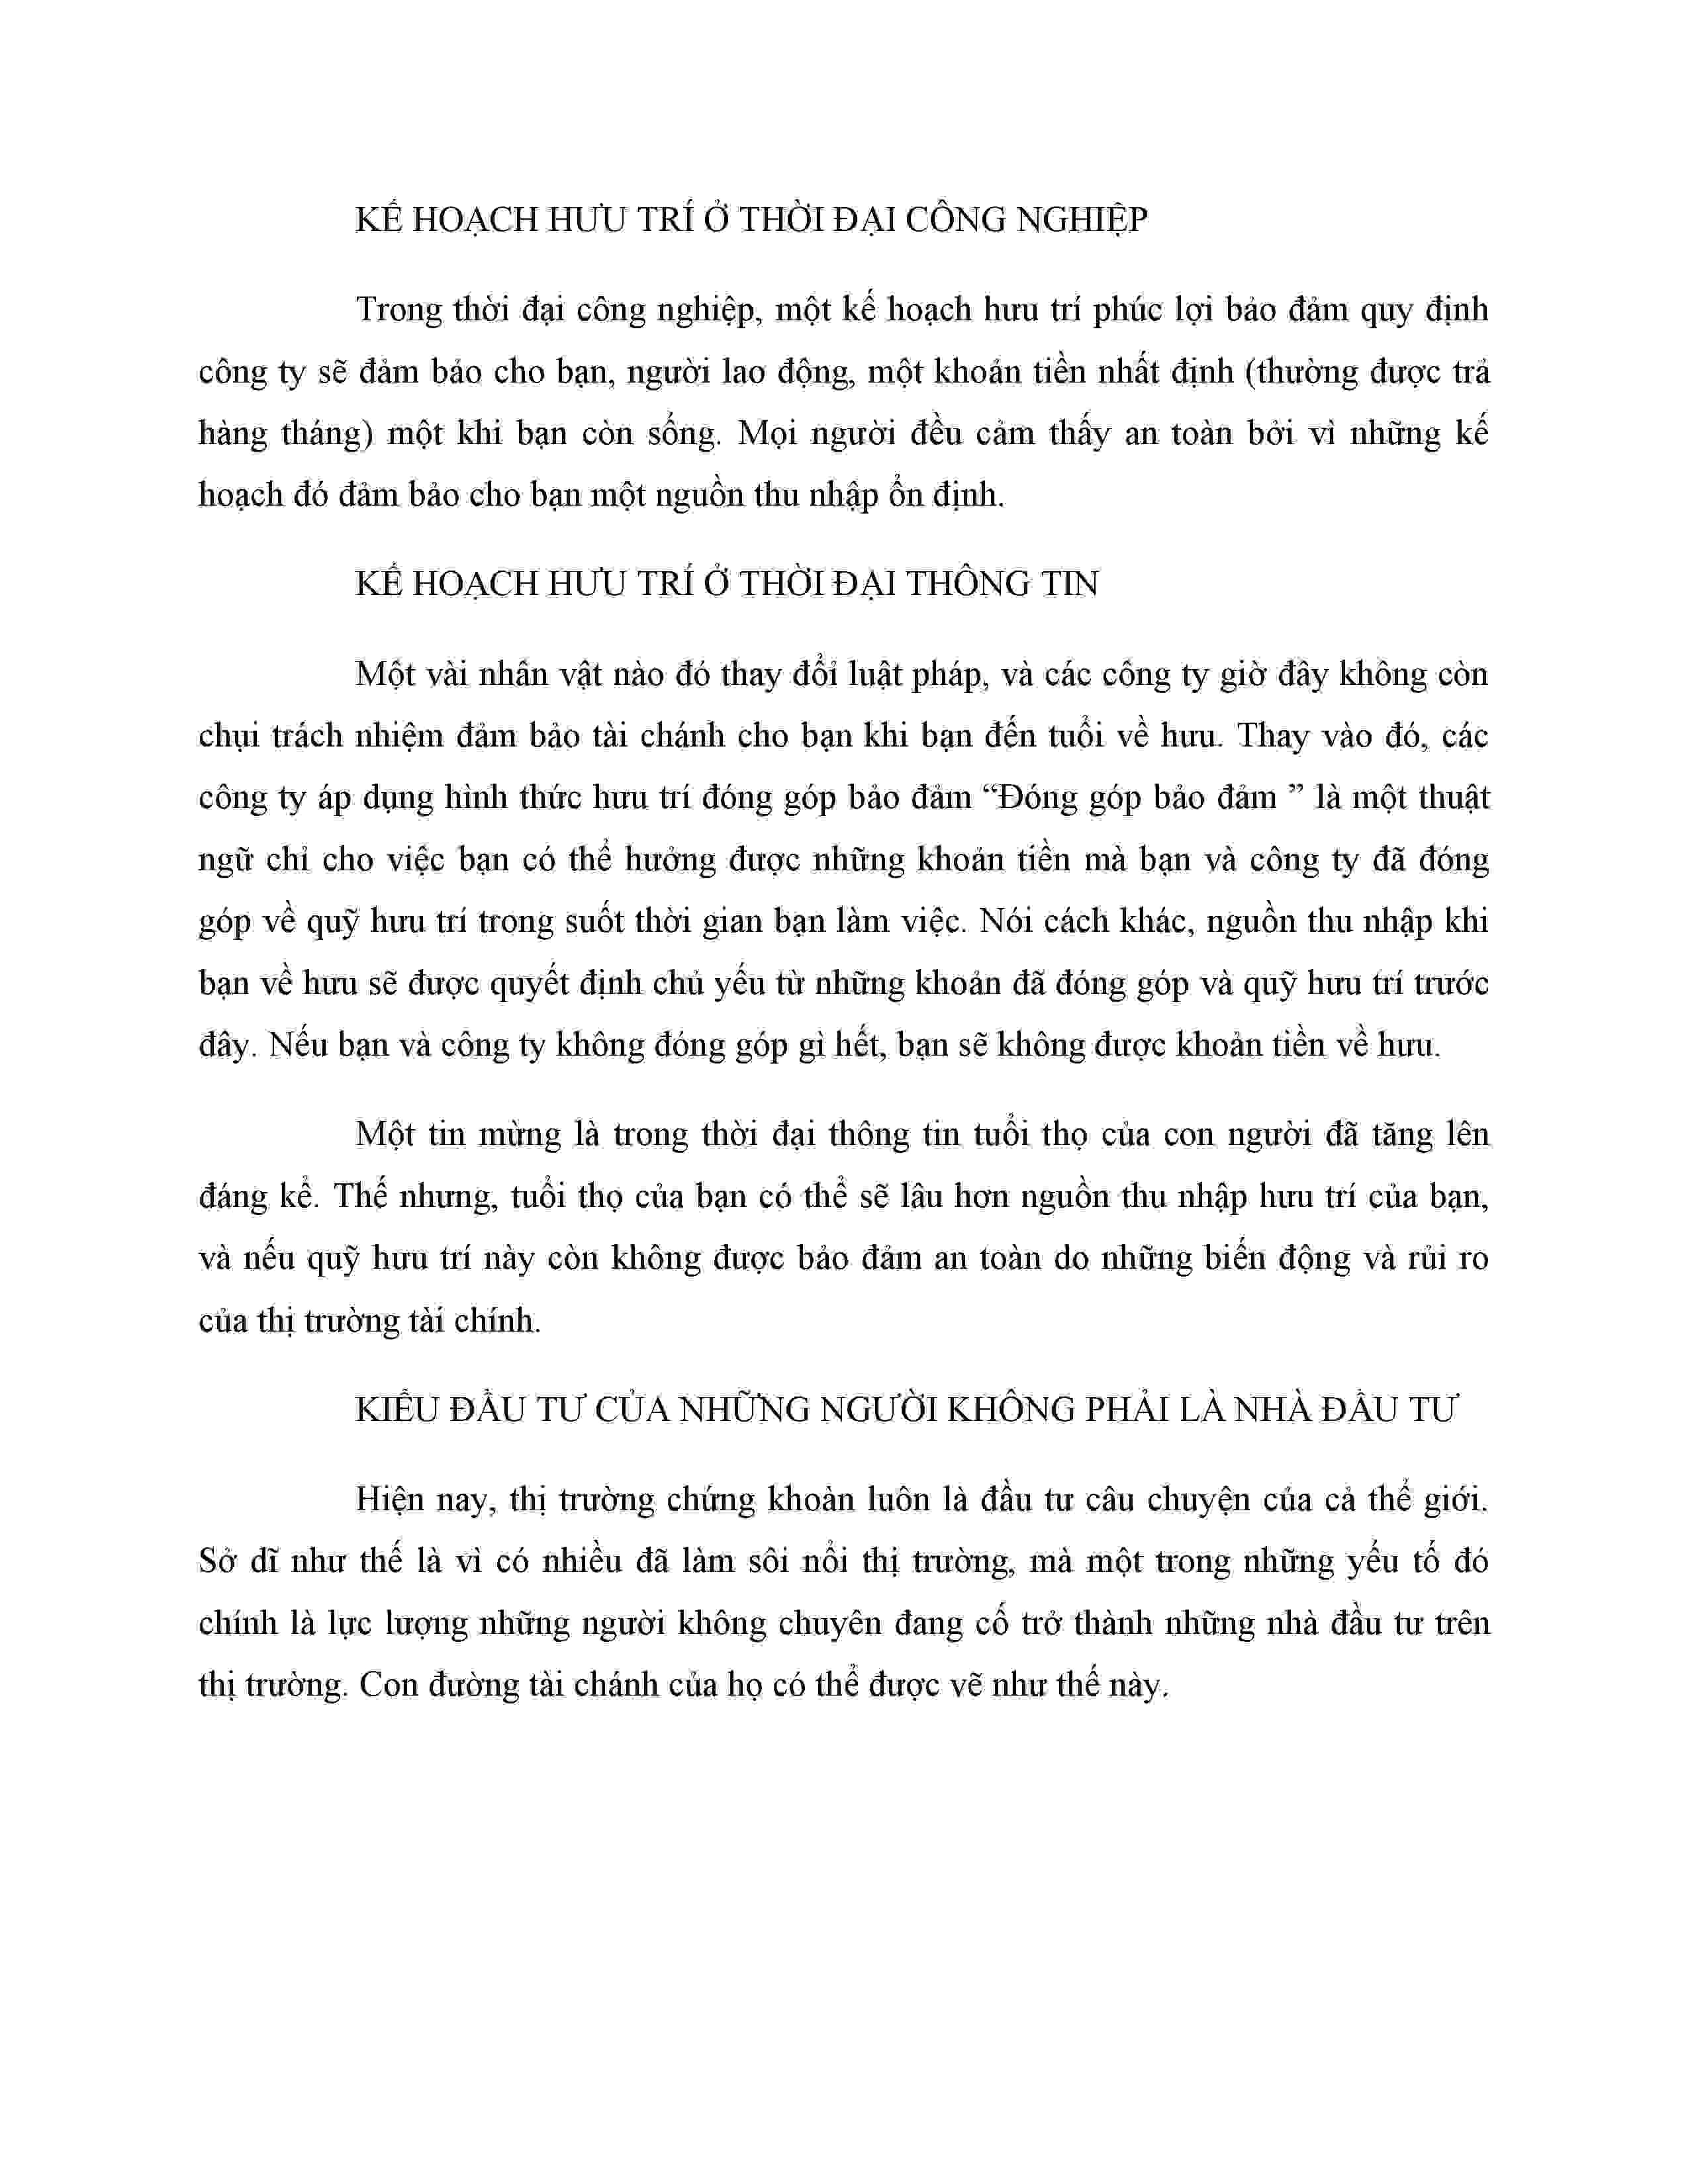 KẾ HOẠCH HƯU TRÍ Ở THỜI ĐẠI CÔNG NGHIỆP
Trong thời đại công nghiệp, một kế hoạch hưu trí phúc lợi bảo đảm quy định
công ty sẽ đảm bảo cho bạn, người lao động, một khoản tiền nhất định (thường được trả
hàng tháng) một khi bạn còn sống. Mọi người đều cảm thấy an toàn bởi vì những kế
hoạch đó đảm bảo cho bạn một nguồn thu nhập ổn định.
KẾ HOẠCH HƯU TRÍ Ở THỜI ĐẠI THÔNG TIN
Một vài nhân vật nào đó thay đổi luật pháp, và các công ty giờ đây không còn
chụi trách nhiệm đảm bảo tài chánh cho bạn khi bạn đến tuổi về hưu. Thay vào đó, các
công ty áp dụng hình thức hưu trí đóng góp bảo đảm “Đóng góp bảo đảm ” là một thuật
ngữ chỉ cho việc bạn có thể hưởng được những khoản tiền mà bạn và công ty đã đóng
góp về quỹ hưu trí trong suốt thời gian bạn làm việc. Nói cách khác, nguồn thu nhập khi
bạn về hưu sẽ được quyết định chủ yếu từ những khoản đã đóng góp và quỹ hưu trí trước
đây. Nếu bạn và công ty không đóng góp gì hết, bạn sẽ không được khoản tiền về hưu.
Một tin mừng là trong thời đại thông tin tuổi thọ của con người đã tăng lên
đáng kể. Thế nhưng, tuổi thọ của bạn có thể sẽ lâu hơn nguồn thu nhập hưu trí của bạn,
và nếu quỹ hưu trí này còn không được bảo đảm an toàn do những biến động và rủi ro
của thị trường tài chính.
KIỂU ĐẦU TƯ CỦA NHỮNG NGƯỜI KHÔNG PHẢI LÀ NHÀ ĐẦU TƯ
Hiện nay, thị trường chứng khoàn luôn là đầu tư câu chuyện của cả thế giới.
Sở dĩ như thế là vì có nhiều đã làm sôi nổi thị trường, mà một trong những yếu tố đó
chính là lực lượng những người không chuyên đang cố trở thành những nhà đầu tư trên
thị trường. Con đường tài chánh của họ có thể được vẽ như thế này.